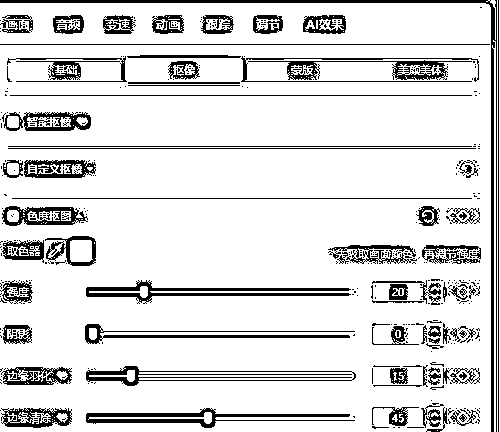 画面 音频 变速 动画 跟踪 调节 AI效果
基础 抠像 蒙版 美颜美体
智能抠像
自定义抠像
色度抠图
取色器 先吸取画面颜色 再调节强度
强度 20
阴影 0
边缘羽化 15
边缘清除 45